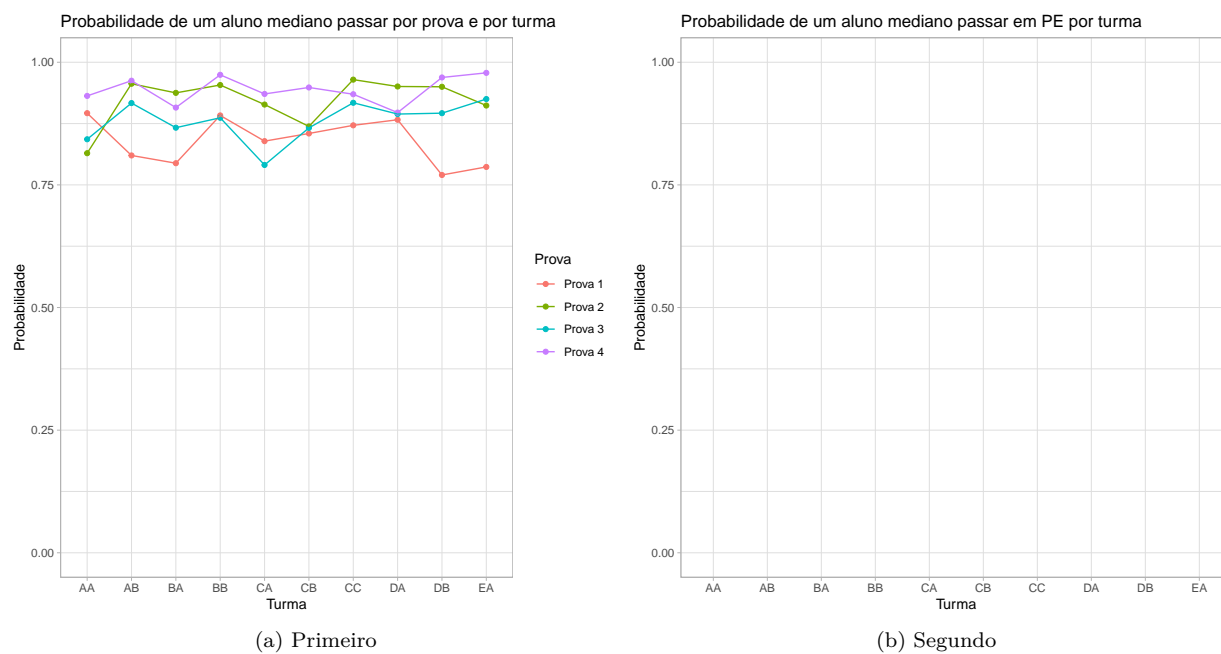 Probabilidade de um aluno mediano passar por prova e por turma
1.00
0.75
0.50
0.25
0.00
Probabilidade
AA AB BA BB CA CB CC DA DB EA
Turma
Prova
Prova 1
Prova 2
Prova 3
Prova 4
(a) Primeiro
Probabilidade de um aluno mediano passar em PE por turma
1.00
0.75
0.50
0.25
0.00
Probabilidade
AA AB BA BB CA CB CC DA DB EA
Turma
(b) Segundo